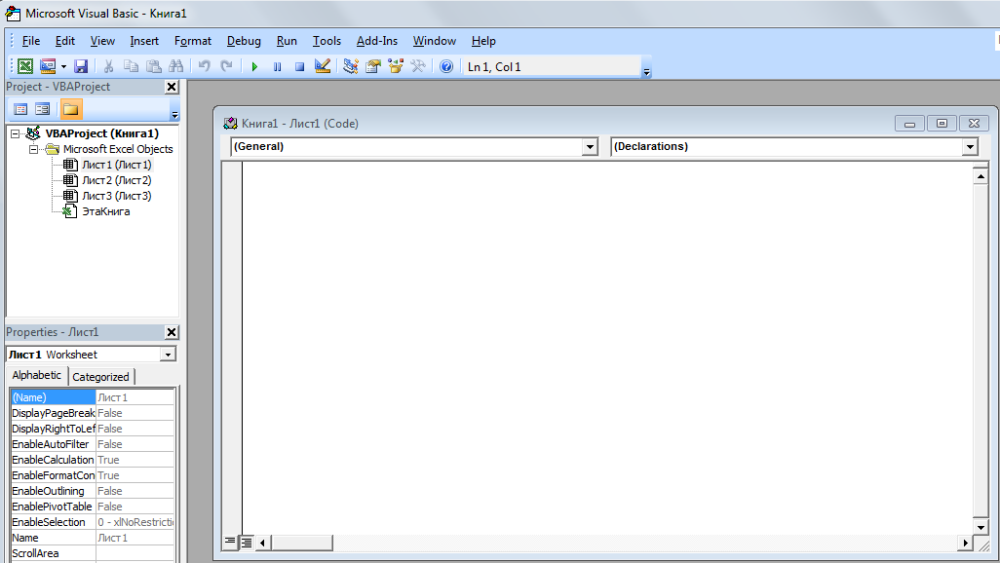 Microsoft Visual Basic - Книга1
File Edit View Insert Format Debug Run Tools Add-Ins Window Help
Ln 1, Col 1
Project - VBAProject
VBAProject (Книга1)
Microsoft Excel Objects
Лист1 (Лист1)
Лист2 (Лист2)
Лист3 (Лист3)
ЭтаКнига
Properties - Лист1
Лист1 Worksheet
Alphabetic Categorized
(Name) Лист1
DisplayPageBreak False
DisplayRightToLef False
EnableAutoFilter False
EnableCalculation True
EnableFormatCon True
EnableOutlining False
EnablePivotTable False
EnableSelection 0 - xlNoRestricti
Name Лист1
ScrollArea
Книга1 - Лист1 (Code)
(General) (Declarations)